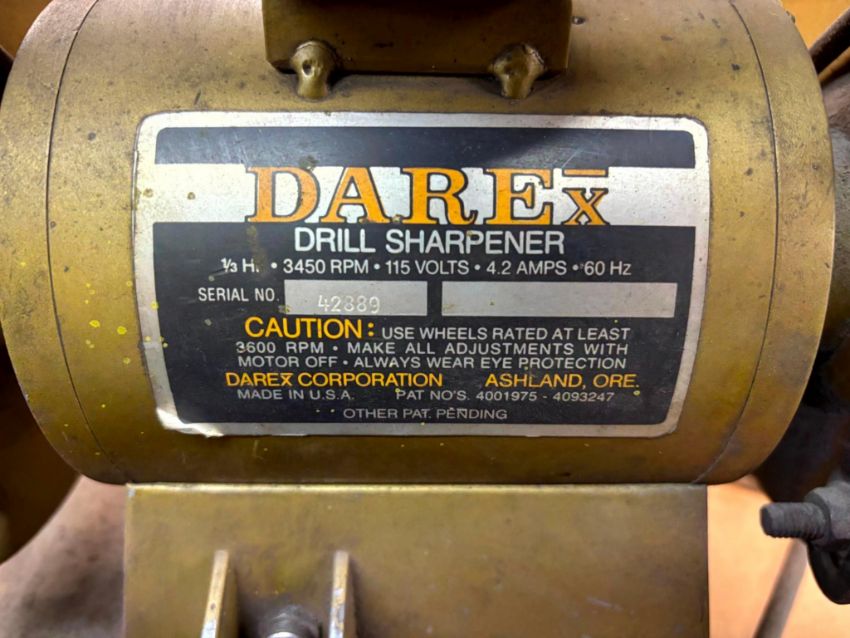 DAREX
DRILL SHARPENER
⅓ H. • 3450 RPM • 115 VOLTS • 4.2 AMPS • 60 Hz
SERIAL NO. 42889
CAUTION: USE WHEELS RATED AT LEAST
3600 RPM • MAKE ALL ADJUSTMENTS WITH
MOTOR OFF • ALWAYS WEAR EYE PROTECTION
DAREX CORPORATION ASHLAND, ORE.
MADE IN U.S.A. PAT NO'S. 4001975 - 4093247
OTHER PAT. PENDING